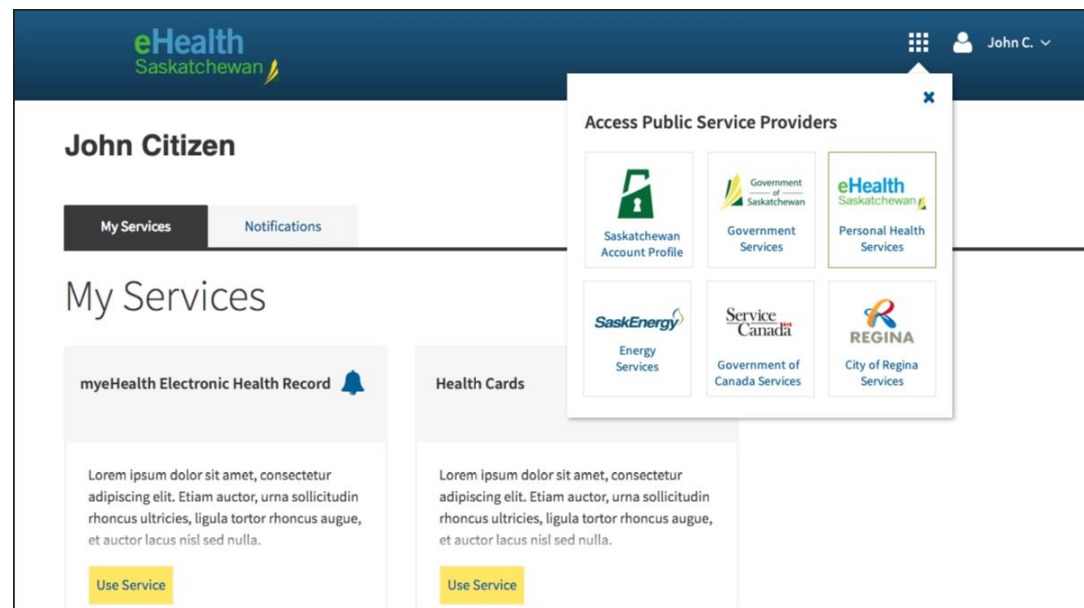 eHealth
Saskatchewan
John C.
John Citizen
My Services
Notifications
Access Public Service Providers
Saskatchewan
Account Profile
Government
of
Saskatchewan
Government
Services
eHealth
Saskatchewan
Personal Health
Services
SaskEnergy
Energy
Services
Service
Canada
Government of
Canada Services
REGINA
City of Regina
Services
My Services
myeHealth Electronic Health Record
Lorem ipsum dolor sit amet, consectetur
adipiscing elit. Etiam auctor, urna sollicitudin
rhoncus ultricies, ligula tortor rhoncus augue,
et auctor lacus nisl sed nulla.
Use Service
Health Cards
Lorem ipsum dolor sit amet, consectetur
adipiscing elit. Etiam auctor, urna sollicitudin
rhoncus ultricies, ligula tortor rhoncus augue,
et auctor lacus nisl sed nulla.
Use Service